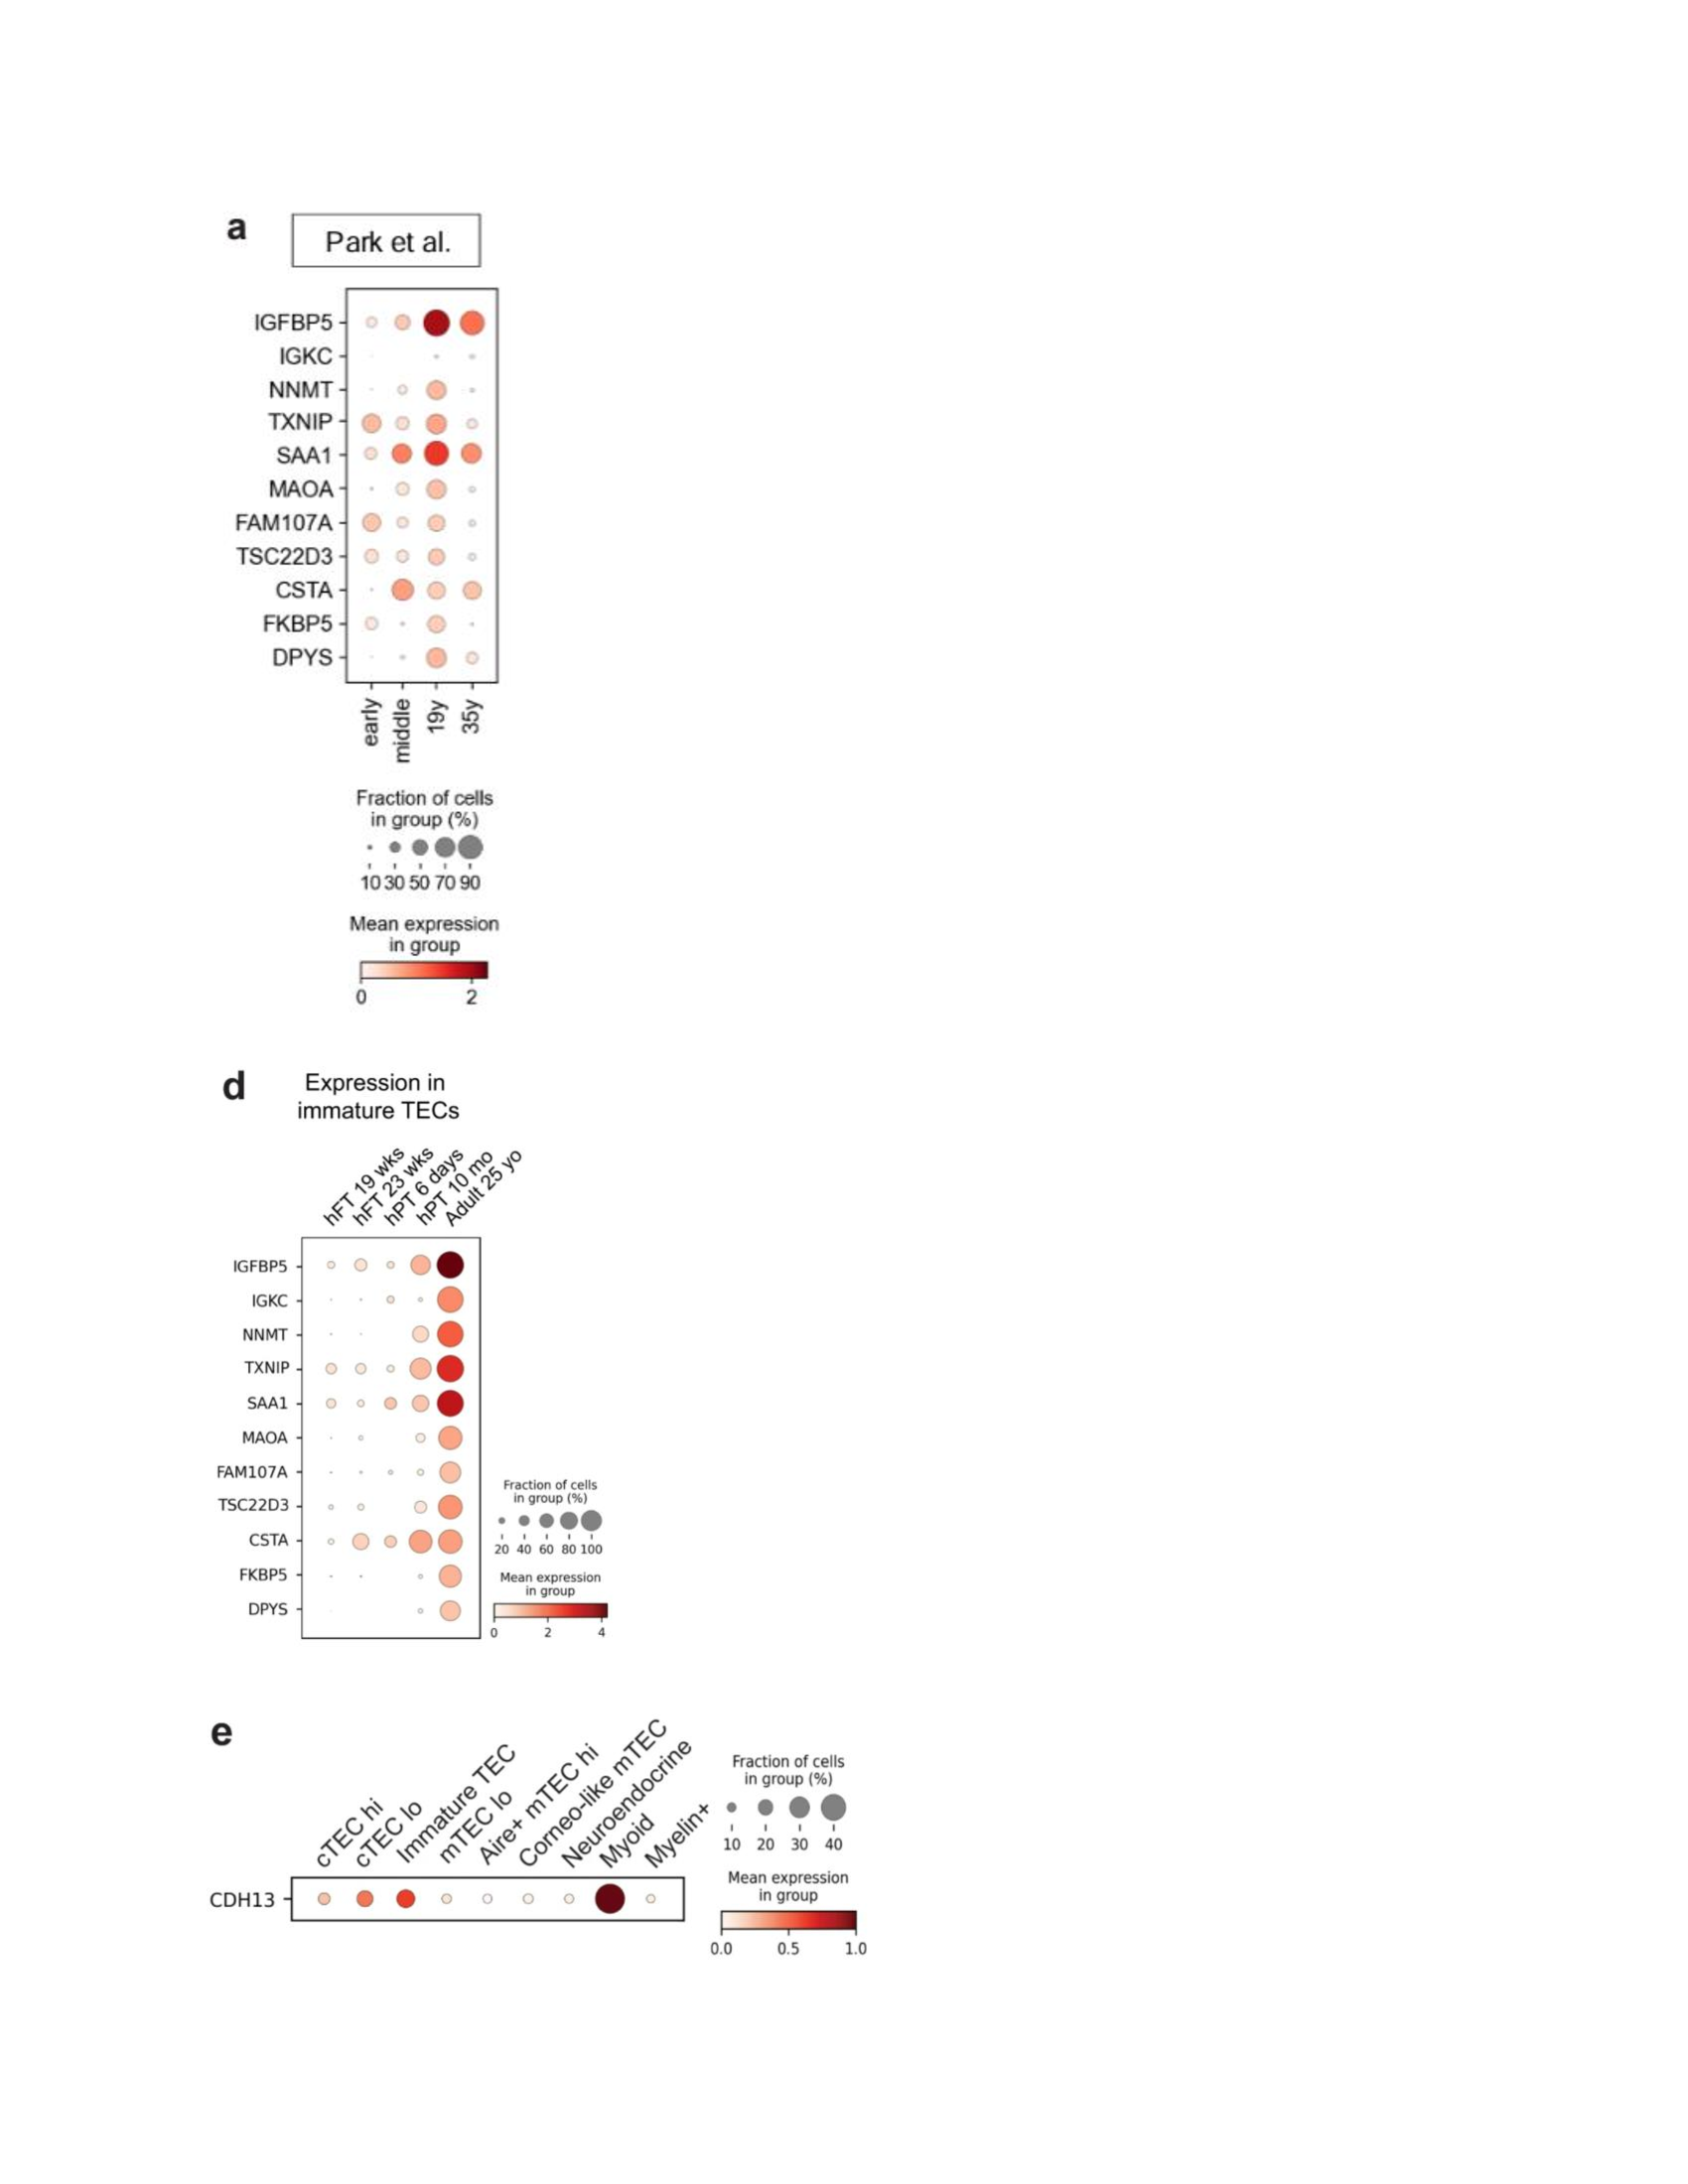 a
Park et al.
IGFBP5
IGKC
NNMT
TXNIP
SAA1
MAOA
FAM107A
TSC22D3
CSTA
FKBP5
DPYS
early
middle
19y
35y
Fraction of cells
in group (%)
10 30 50 70 90
Mean expression
in group
0 2
d
Expression in
immature TECs
hFT 19 wks
hFT 23 wks
hPT 6 days
hPT 10 mo
Adult 25 yo
IGFBP5
IGKC
NNMT
TXNIP
SAA1
MAOA
FAM107A
TSC22D3
CSTA
FKBP5
DPYS
Fraction of cells
in group (%)
20 40 60 80 100
Mean expression
in group
0 2 4
e
cTEC hi
cTEC lo
Immature TEC
mTEC lo
Aire+ mTEC hi
Corneo-like mTEC
Neuroendocrine
Myoid
Myelin+
CDH13
Fraction of cells
in group (%)
10 20 30 40
Mean expression
in group
0.0 0.5 1.0